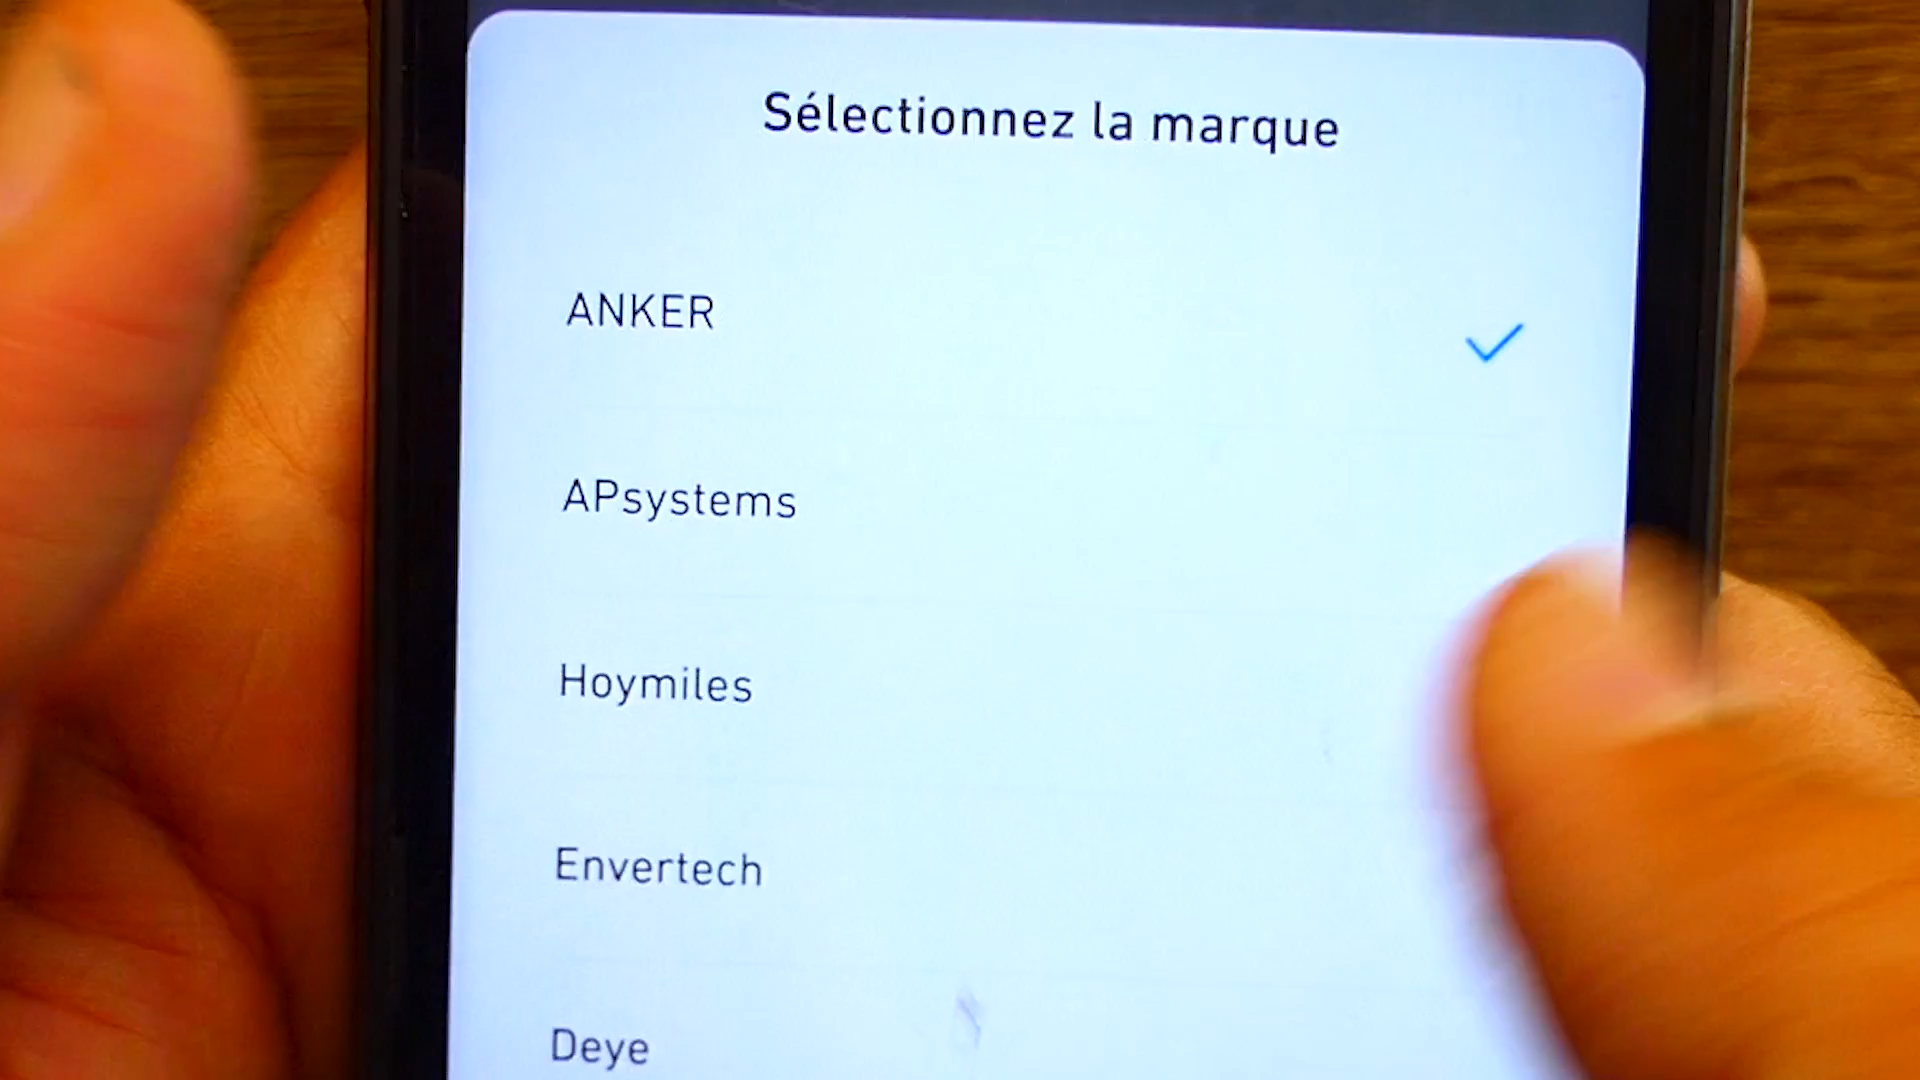 Sélectionnez la marque
ANKER
APsystems
Hoymiles
Envertech
Deye